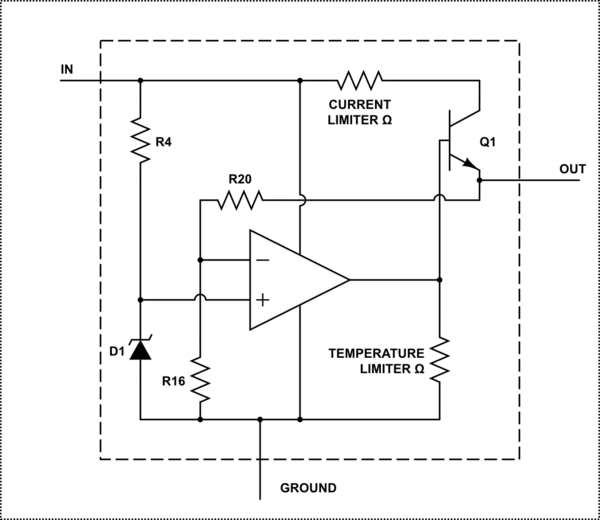 IN
CURRENT
LIMITER Ω
R4
Q1
OUT
R20
−
+
D1
TEMPERATURE
LIMITER Ω
R16
GROUND